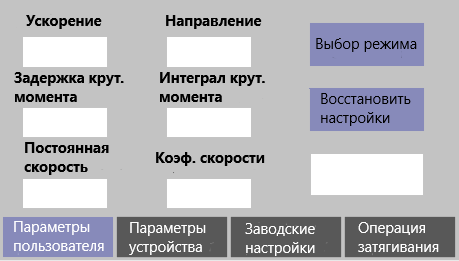 Ускорение
Направление
Выбор режима
Задержка крут.
момента
Интеграл крут.
момента
Восстановить
настройки
Постоянная
скорость
Коэф. скорости
Параметры
пользователя
Параметры
устройства
Заводские
настройки
Операция
затягивания